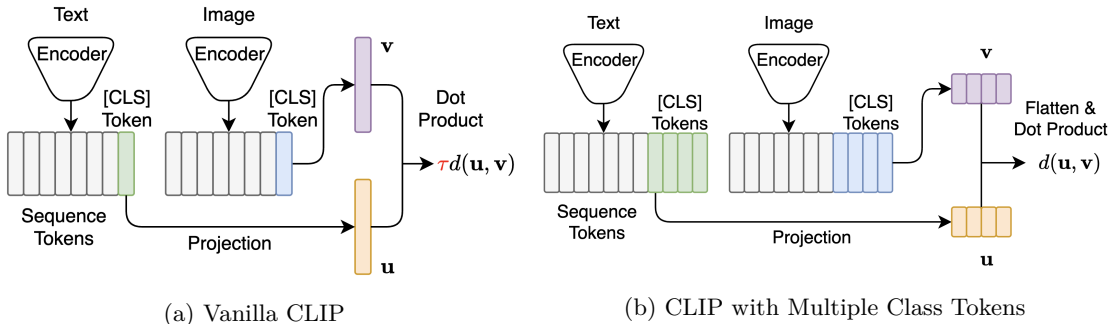 Text
Image
Encoder
Encoder
[CLS]
Token
[CLS]
Token
v
Dot
Product
τd(u, v)
Sequence
Tokens
Projection
u
(a) Vanilla CLIP
Text
Image
Encoder
Encoder
[CLS]
Tokens
[CLS]
Tokens
v
Flatten &
Dot Product
d(u, v)
Sequence
Tokens
Projection
u
(b) CLIP with Multiple Class Tokens